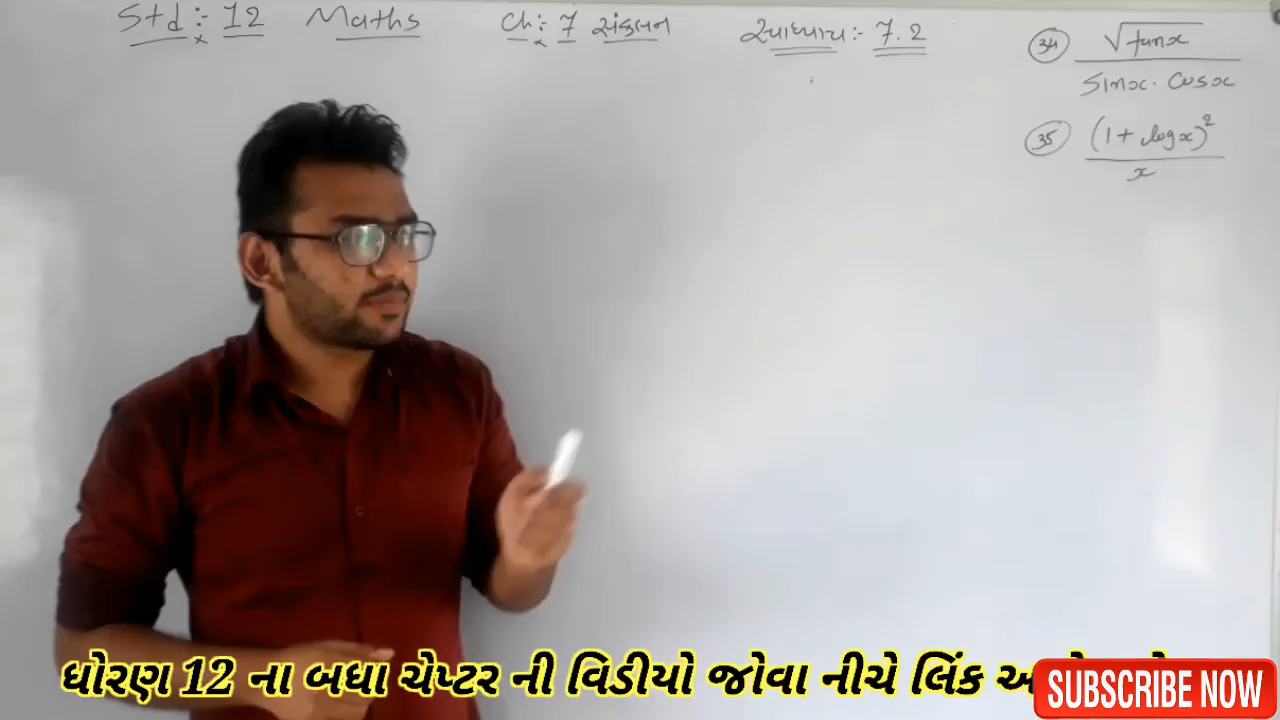 Std :- 12 Maths Ch :- 7 સંકલન સ્વાધ્યાય :- 7.2
34 √tanx / Sinx · Cosx
35 (1 + logx)² / x
ધોરણ 12 ના બધા ચેપ્ટર ની વિડીયો જોવા નીચે લિંક
SUBSCRIBE NOW